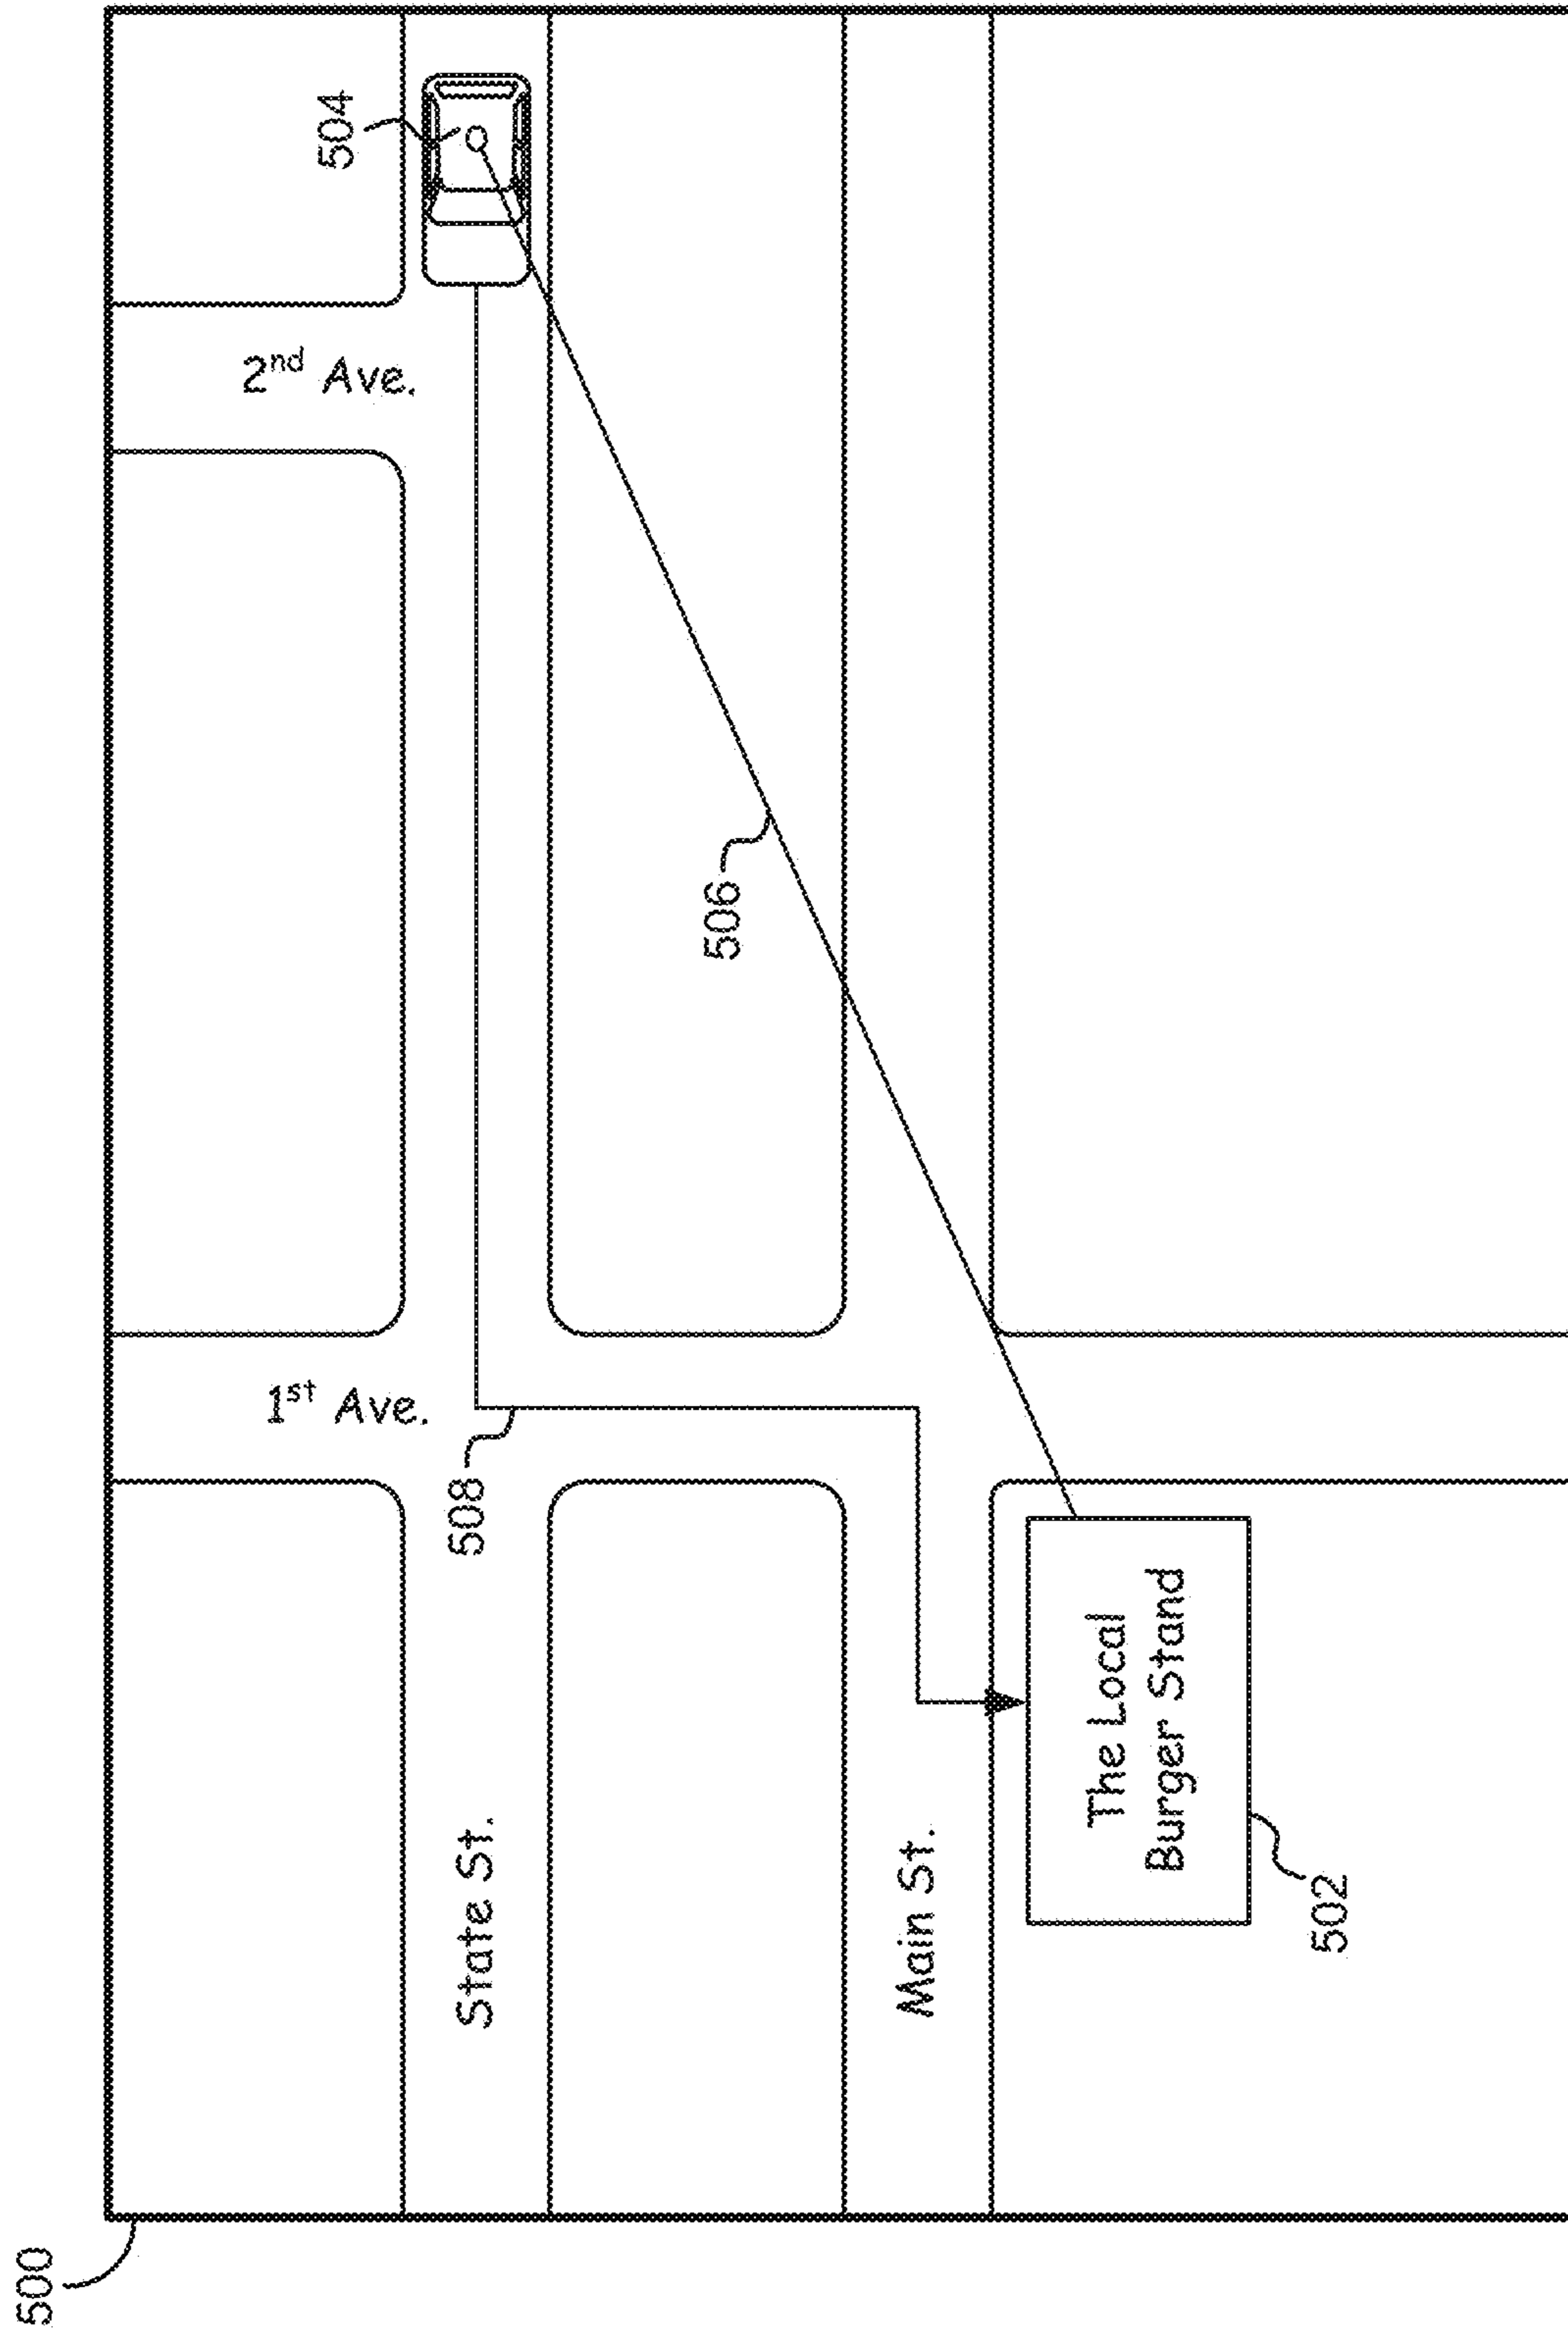 500
504
2nd Ave.
1st Ave.
508
State St.
506
Main St.
The Local
Burger Stand
502